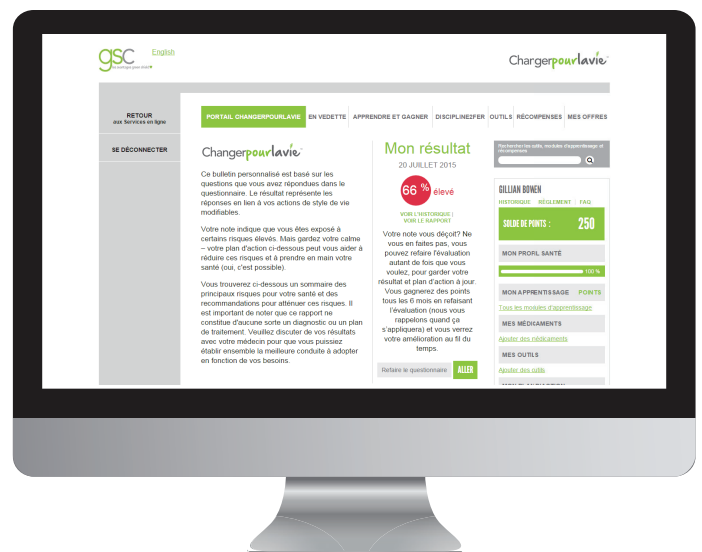 gsc
English
Changerpourlavie
RETOUR
aux Services en ligne
SE DÉCONNECTER
PORTAIL CHANGERPOURLAVIE
EN VEDETTE
APPRENDRE ET GAGNER
DISCIPLINE2FER
OUTILS
RÉCOMPENSES
MES OFFRES
Changerpourlavie
Ce bulletin personnalisé est basé sur les
questions que vous avez répondues dans le
questionnaire. Le résultat représente les
réponses en lien à vos actions de style de vie
modifiables.
Votre note indique que vous êtes exposé à
certains risques élevés. Mais gardez votre calme
– votre plan d'action ci-dessous peut vous aider à
réduire ces risques et à prendre en main votre
santé (oui, c'est possible).
Vous trouverez ci-dessous un sommaire des
principaux risques pour votre santé et des
recommandations pour atténuer ces risques. Il
est important de noter que ce rapport ne
constitue d'aucune sorte un diagnostic ou un plan
de traitement. Veuillez discuter de vos résultats
avec votre médecin pour que vous puissiez
établir ensemble la meilleure conduite à adopter
en fonction de vos besoins.
Mon résultat
20 JUILLET 2015
66 % élevé
VOIR L'HISTORIQUE |
VOIR LE RAPPORT
Votre note vous déçoit? Ne
vous en faites pas, vous
pouvez refaire l'évaluation
autant de fois que vous
voulez, pour garder votre
résultat et plan d'action à jour.
Vous gagnerez des points
tous les 6 mois en refaisant
l'évaluation (nous vous
rappelons quand ça
s'appliquera) et vous verrez
votre amélioration au fil du
temps.
Refaire le questionnaire ALLER
Rechercher les outils, modules d'apprentissage et
récompenses
GILLIAN BOWEN
HISTORIQUE | RÈGLEMENT | FAQ
SOLDE DE POINTS : 250
MON PROFIL SANTÉ
100 %
MON APPRENTISSAGE POINTS
Tous les modules d'apprentissage
MES MÉDICAMENTS
Ajouter des médicaments
MES OUTILS
Ajouter des outils